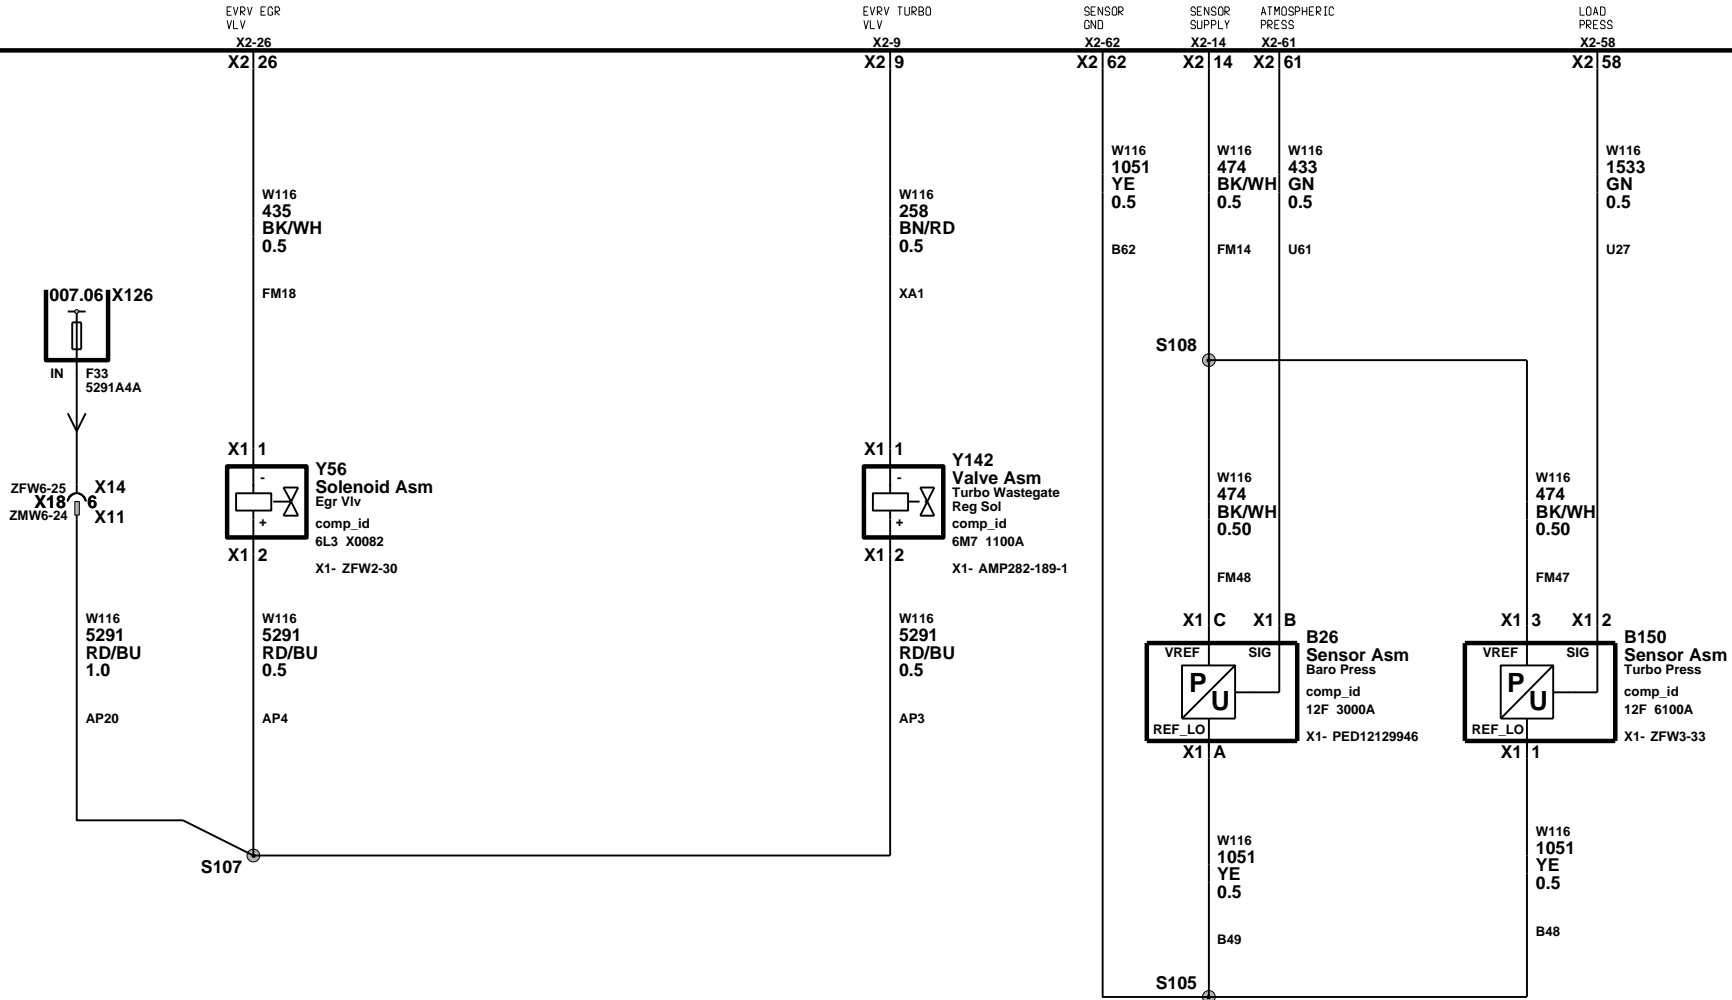 EVRV EGR
VLV
X2-26
X2 26
EVRV TURBO
VLV
X2-9
X2 9
SENSOR
GND
X2-62
X2 62
SENSOR
SUPPLY
X2-14
X2 14
ATMOSPHERIC
PRESS
X2-61
X2 61
LOAD
PRESS
X2-58
X2 58
W116
435
BK/WH
0.5
FM18
W116
258
BN/RD
0.5
XA1
W116
1051
YE
0.5
B62
W116
474
BK/WH
0.5
FM14
W116
433
GN
0.5
U61
W116
1533
GN
0.5
U27
007.06 X126
IN F33
5291A4A
ZFW6-25 X14
X18 6
ZMW6-24 X11
S108
X1 1
Y56
Solenoid Asm
Egr Vlv
comp_id
6L3 X0082
X1- ZFW2-30
-
+
X1 2
X1 1
Y142
Valve Asm
Turbo Wastegate
Reg Sol
comp_id
6M7 1100A
X1- AMP282-189-1
-
+
X1 2
W116
474
BK/WH
0.50
FM48
W116
474
BK/WH
0.50
FM47
W116
5291
RD/BU
1.0
AP20
W116
5291
RD/BU
0.5
AP4
W116
5291
RD/BU
0.5
AP3
X1 C X1 B
VREF SIG
P
U
REF_LO
X1 A
B26
Sensor Asm
Baro Press
comp_id
12F 3000A
X1- PED12129946
X1 3 X1 2
VREF SIG
P
U
REF_LO
X1 1
B150
Sensor Asm
Turbo Press
comp_id
12F 6100A
X1- ZFW3-33
S107
W116
1051
YE
0.5
B49
W116
1051
YE
0.5
B48
S105